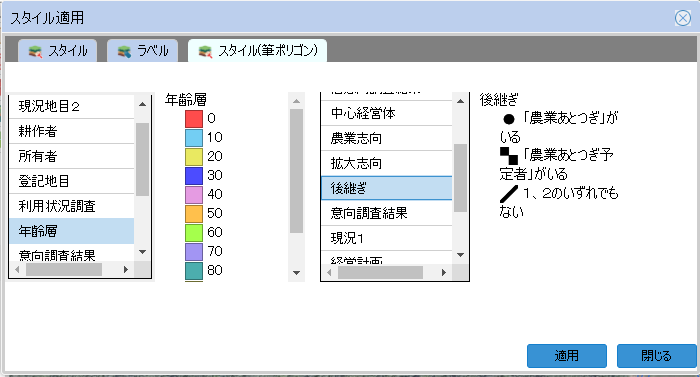 スタイル適用
スタイル
ラベル
スタイル(筆ポリゴン)
現況地目2
耕作者
所有者
登記地目
利用状況調査
年齢層
意向調査結果
年齢層
0
10
20
30
40
50
60
70
80
中心経営体
農業志向
拡大志向
後継ぎ
意向調査結果
現況1
経営計画
後継ぎ
「農業あとつぎ」が
いる
「農業あとつぎ予
定者」がいる
1、2のいずれでも
ない
適用
閉じる